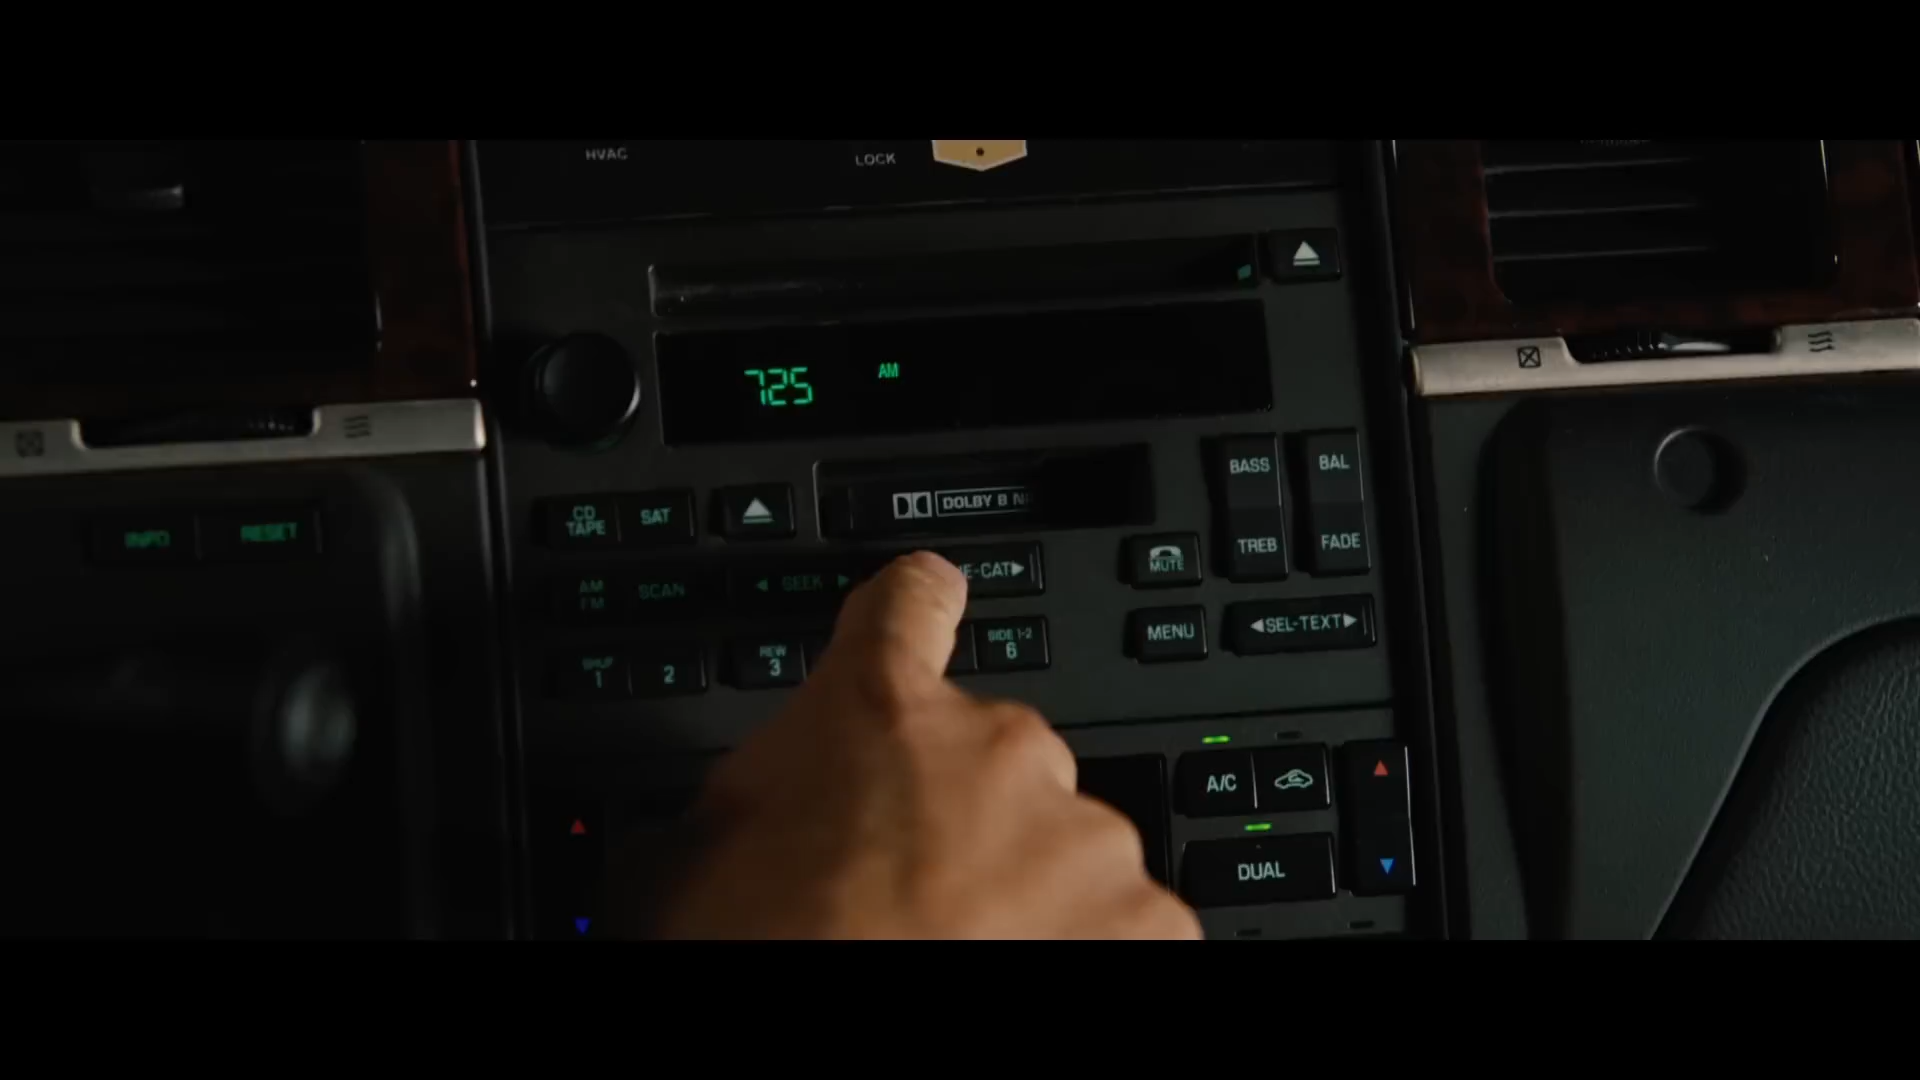 HVAC
LOCK
725 AM
DOLBY B
BASS
BAL
CD TAPE
SAT
TREB
FADE
INFO
RESET
MUTE
AM FM
SCAN
SEEK
-CAT
MENU
SEL-TEXT
1
2
REW 3
SIDE 1-2 6
A/C
DUAL